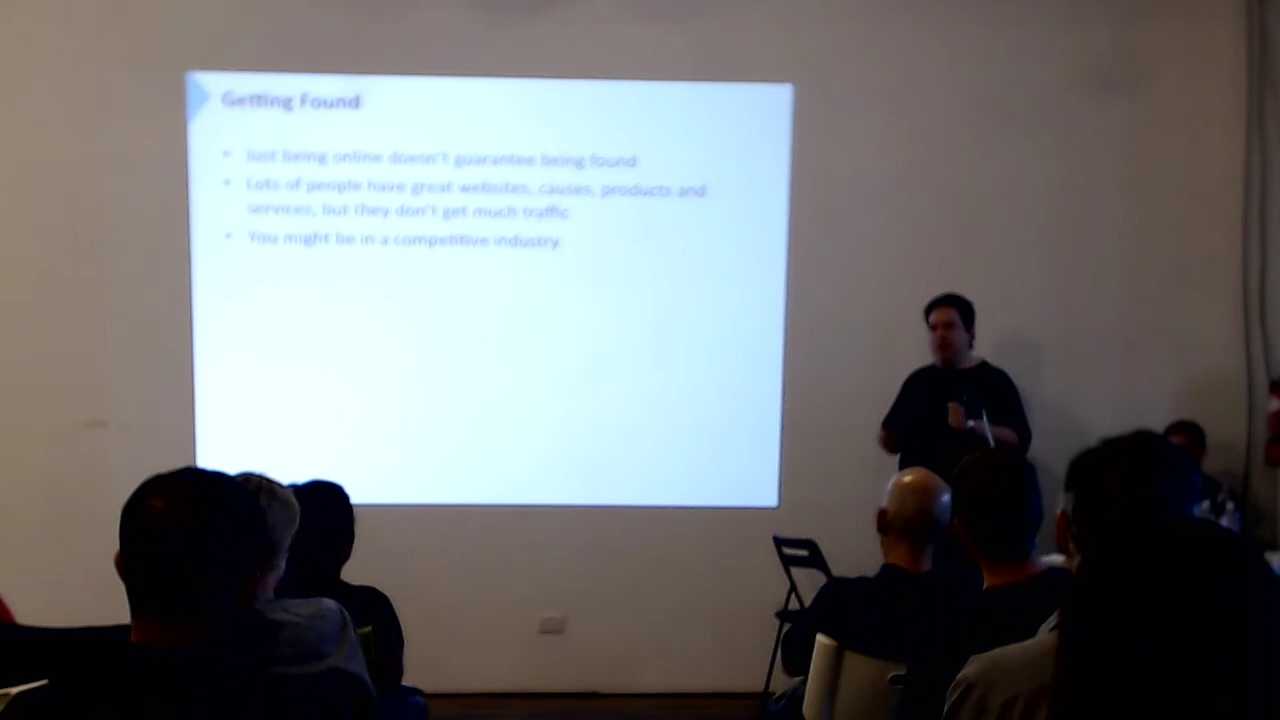 Getting Found
• Just being online doesn't guarantee being found
• Lots of people have great websites, causes, products and
services, but they don't get much traffic
• You might be in a competitive industry.